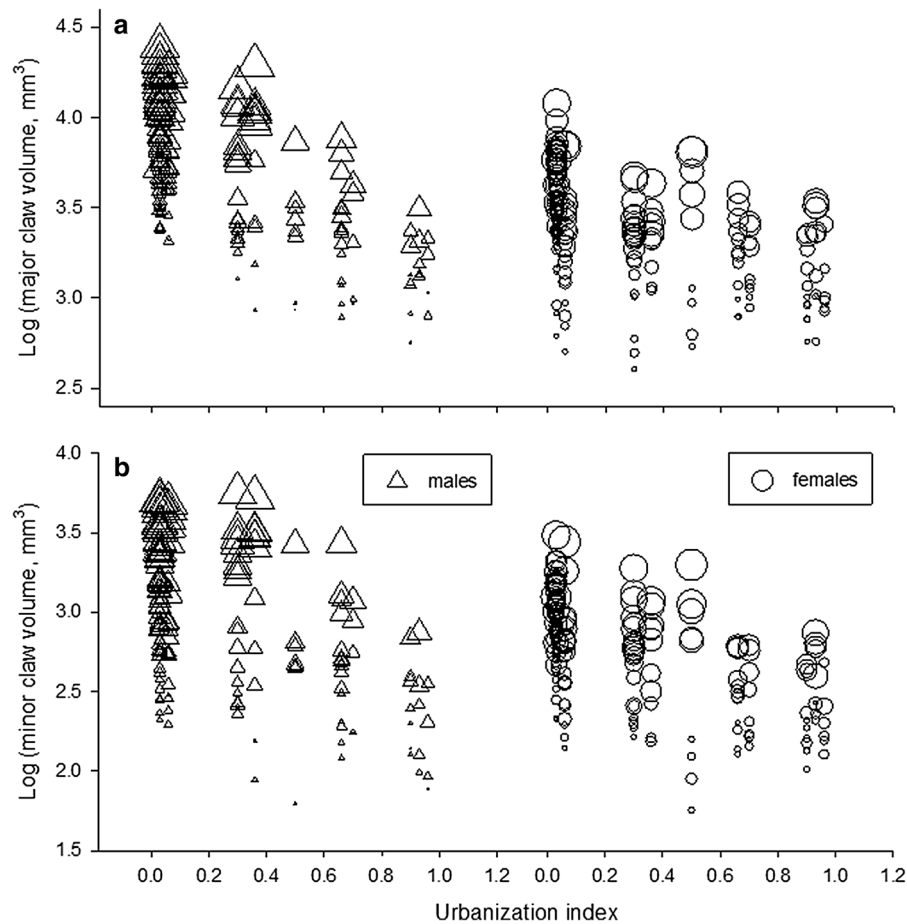 a
4.5
4.0
3.5
3.0
2.5
Log (major claw volume, mm³)
b
males
females
4.0
3.5
3.0
2.5
2.0
1.5
Log (minor claw volume, mm³)
0.0 0.2 0.4 0.6 0.8 1.0 0.0 0.2 0.4 0.6 0.8 1.0 1.2
Urbanization index